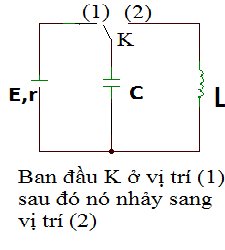 (1) (2)
K
E,r C L
Ban đầu K ở vị trí (1)
sau đó nó nhảy sang
vị trí (2)